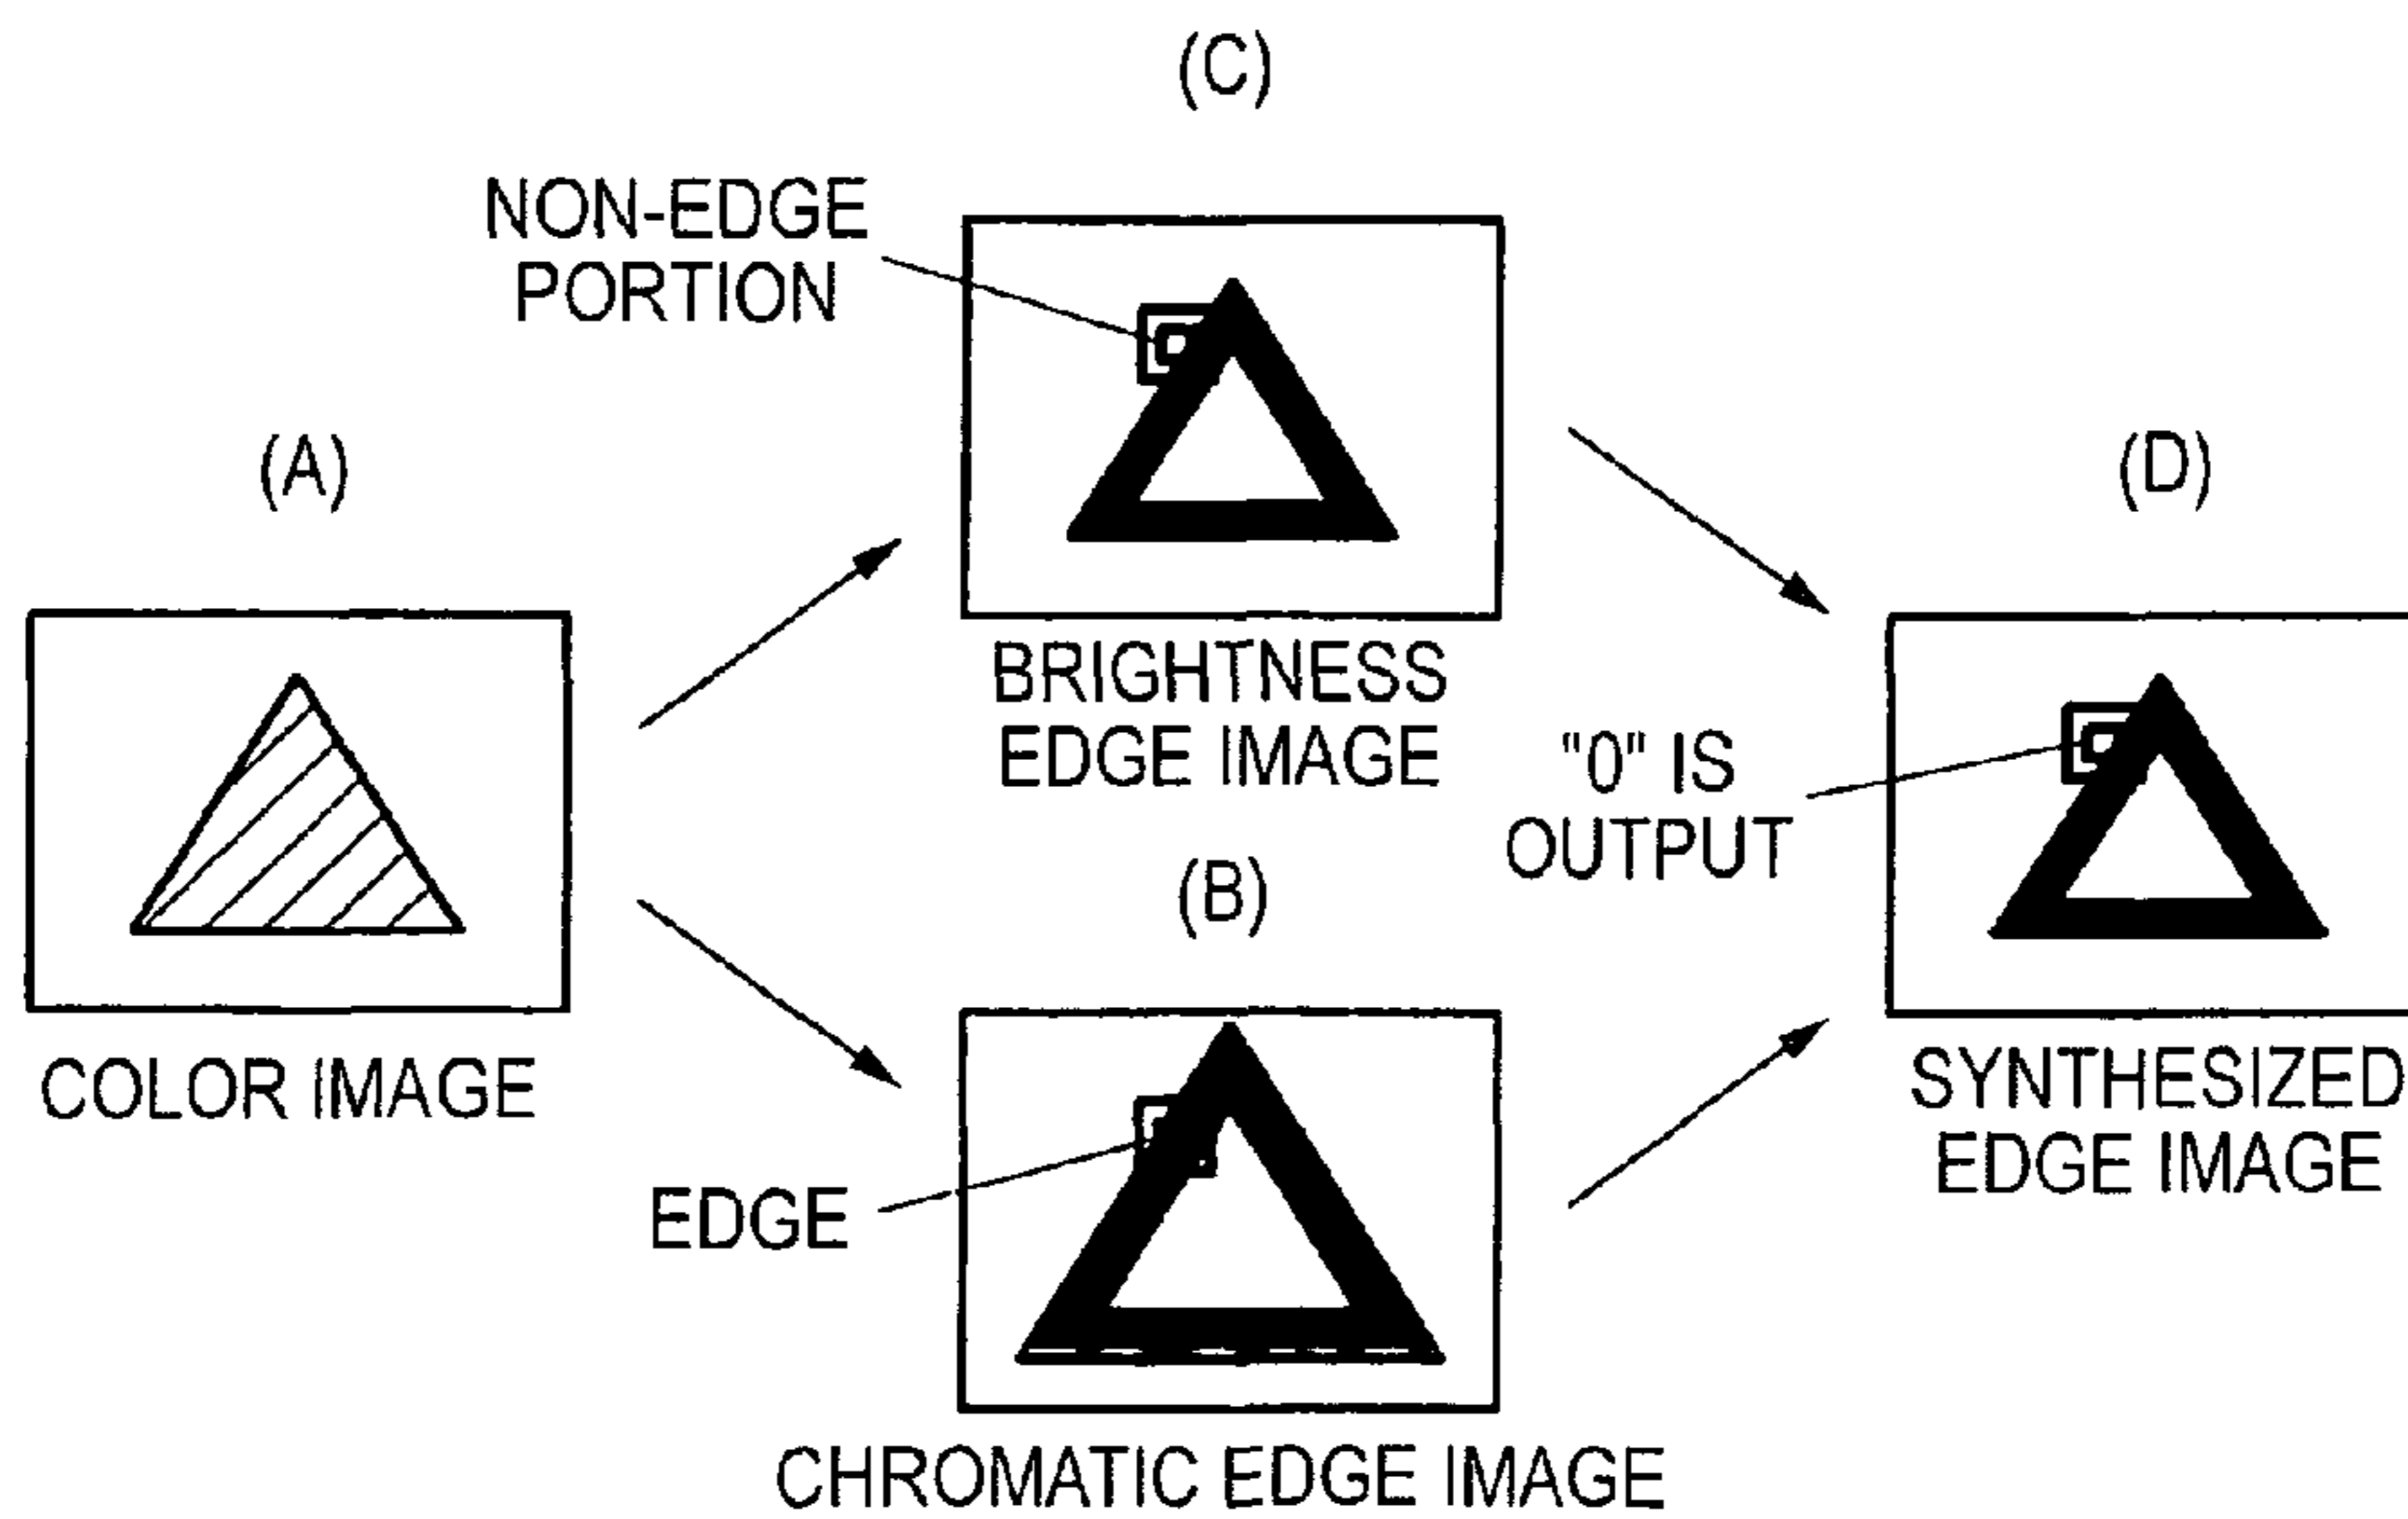 (C)
NON-EDGE
PORTION
(A)
(D)
BRIGHTNESS
EDGE IMAGE
"0" IS
OUTPUT
(B)
COLOR IMAGE
EDGE
SYNTHESIZED
EDGE IMAGE
CHROMATIC EDGE IMAGE